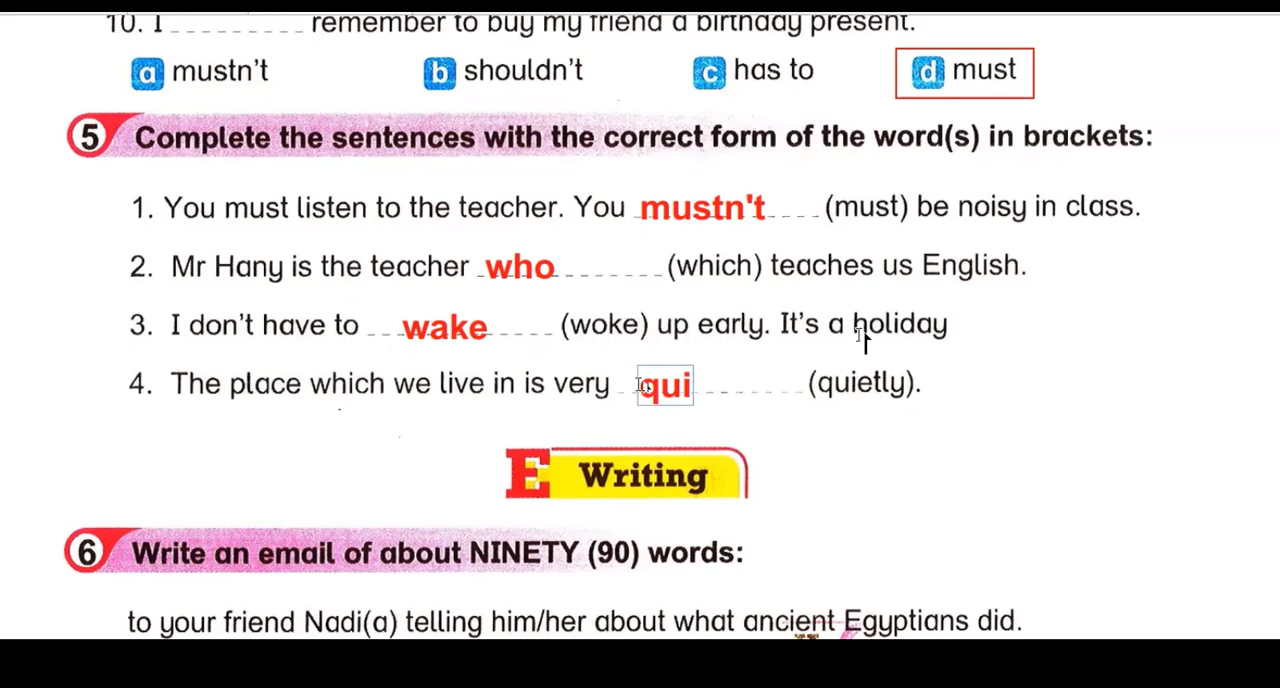 10. I _________ remember to buy my friend a birthday present.
a mustn't b shouldn't c has to d must
5 Complete the sentences with the correct form of the word(s) in brackets:
1. You must listen to the teacher. You mustn't (must) be noisy in class.
2. Mr Hany is the teacher who (which) teaches us English.
3. I don't have to wake (woke) up early. It's a holiday
4. The place which we live in is very qui (quietly).
E Writing
6 Write an email of about NINETY (90) words:
to your friend Nadi(a) telling him/her about what ancient Egyptians did.